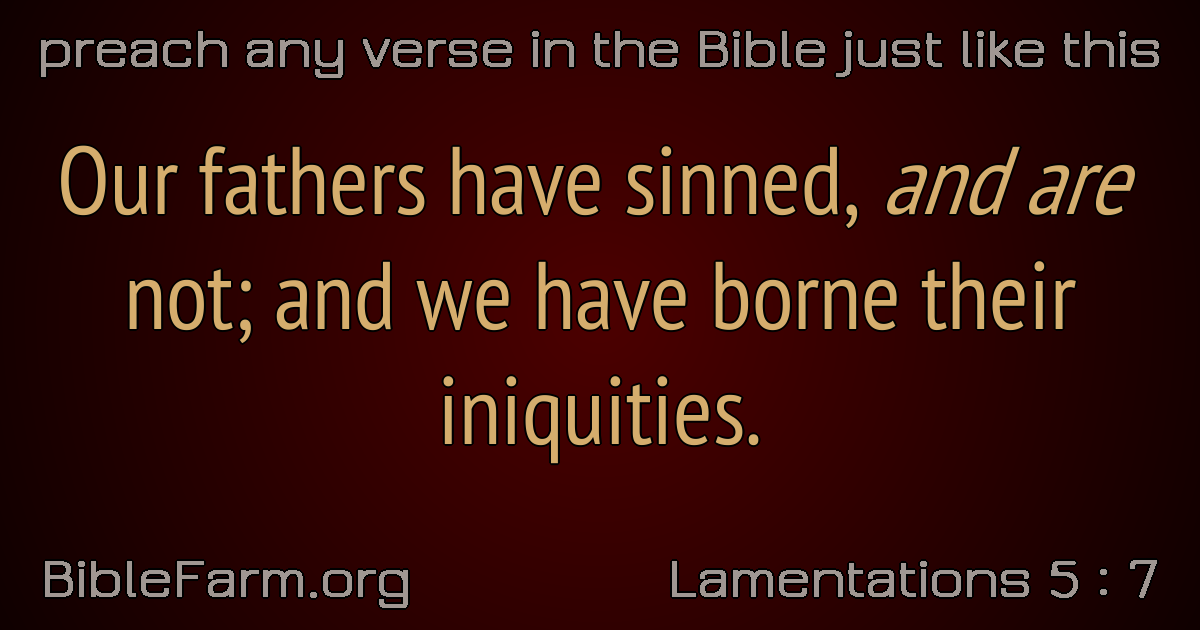 preach any verse in the Bible just like this
Our fathers have sinned, and are
not; and we have borne their
iniquities.
BibleFarm.org
Lamentations 5 : 7